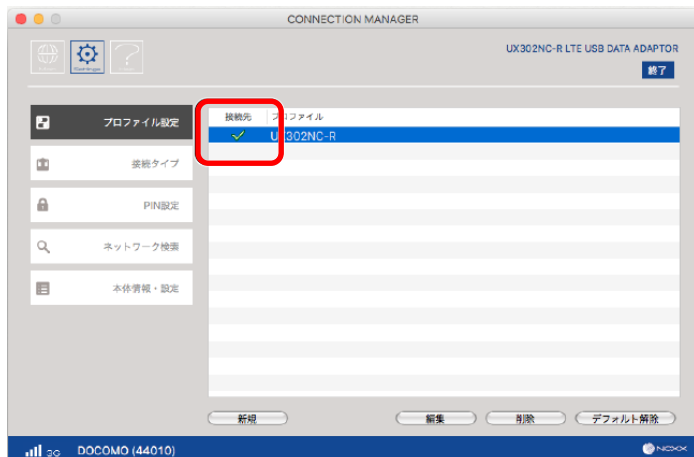 CONNECTION MANAGER
UX302NC-R LTE USB DATA ADAPTOR
終了
プロファイル設定
接続タイプ
PIN設定
ネットワーク検索
本体情報・設定
接続先 プロファイル
UX302NC-R
新規 編集 削除 デフォルト解除
3G DOCOMO (44010)
NCXX